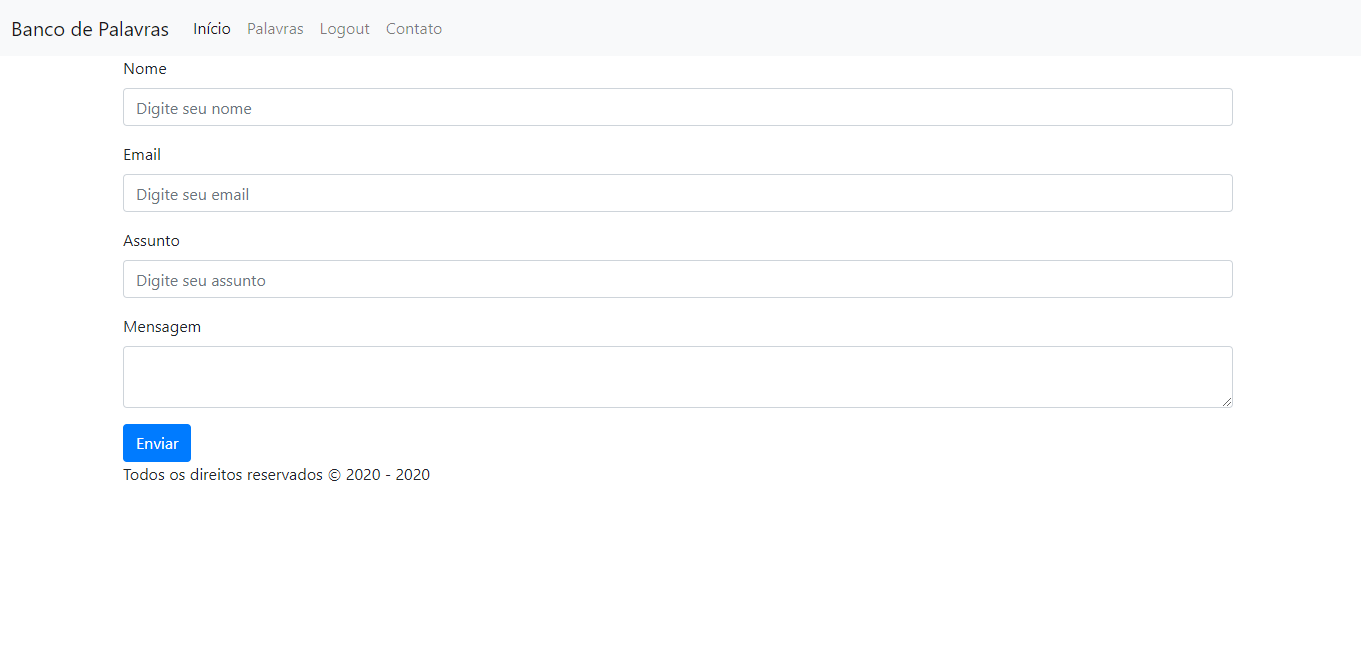 Banco de Palavras Início Palavras Logout Contato
Nome
Digite seu nome
Email
Digite seu email
Assunto
Digite seu assunto
Mensagem
Enviar
Todos os direitos reservados © 2020 - 2020